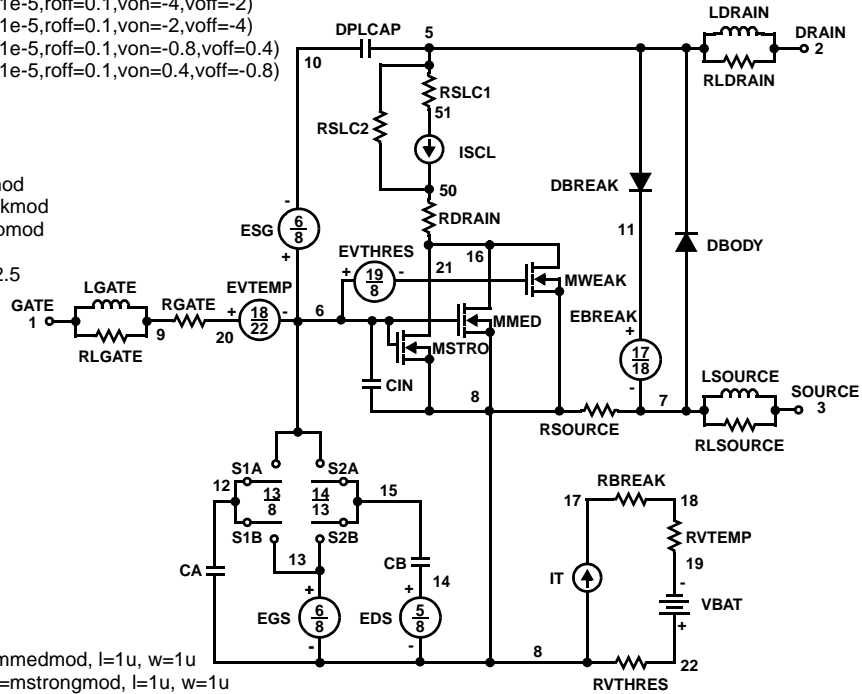 1e-5,roff=0.1,von=-4,voff=-2)
1e-5,roff=0.1,von=-2,voff=-4)
1e-5,roff=0.1,von=-0.8,voff=0.4)
1e-5,roff=0.1,von=0.4,voff=-0.8)
DPLCAP
5
LDRAIN
DRAIN
2
RLDRAIN
10
RSLC1
51
RSLC2
ISCL
50
RDRAIN
DBREAK
11
DBODY
od
kmod
omod
2.5
-
ESG
6
8
+
EVTHRES
+
19
8
-
21
16
MWEAK
GATE
1
LGATE
RLGATE
9
RGATE
20
EVTEMP
+
18
22
-
6
MMED
MSTRO
CIN
8
EBREAK
+
17
18
-
7
LSOURCE
SOURCE
3
RLSOURCE
RSOURCE
S1A
S2A
12
13
8
14
13
15
S1B
S2B
13
CA
CB
14
+
EGS
6
8
-
+
EDS
5
8
-
8
17
RBREAK
18
RVTEMP
19
IT
-
VBAT
+
22
RVTHRES
mmedmod, l=1u, w=1u
=mstrongmod, l=1u, w=1u